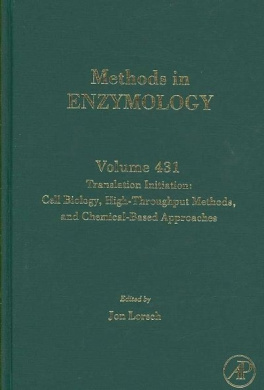 Methods in
ENZYMOLOGY
Volume 431
Translation Initiation:
Cell Biology, High-Throughput Methods,
and Chemical-Based Approaches
Edited by
Jon Lorsch
AP